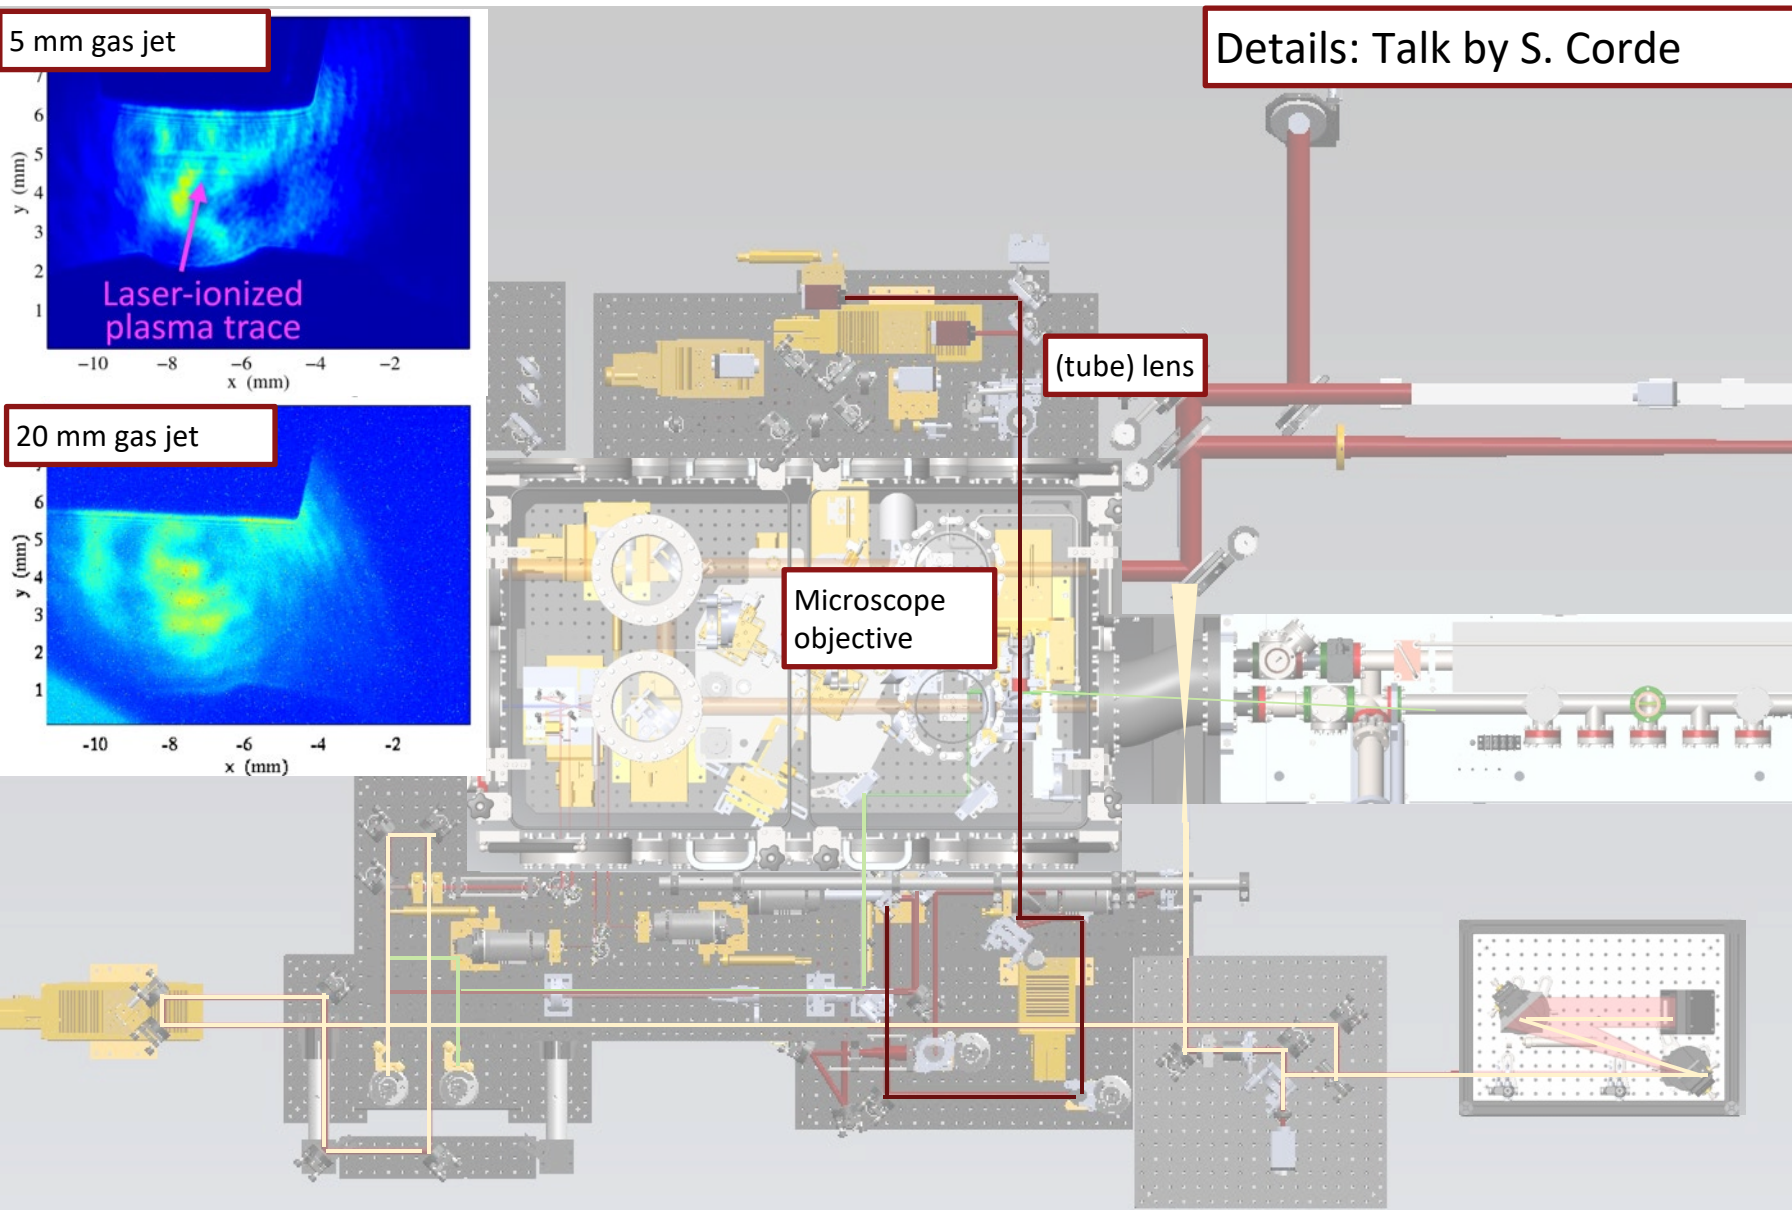 5 mm gas jet
Details: Talk by S. Corde
7
6
5
4
3
2
1
y (mm)
Laser-ionized
plasma trace
−10
−8
−6
−4
−2
x (mm)
20 mm gas jet
6
5
4
3
2
1
y (mm)
-10
-8
-6
-4
-2
x (mm)
(tube) lens
Microscope
objective